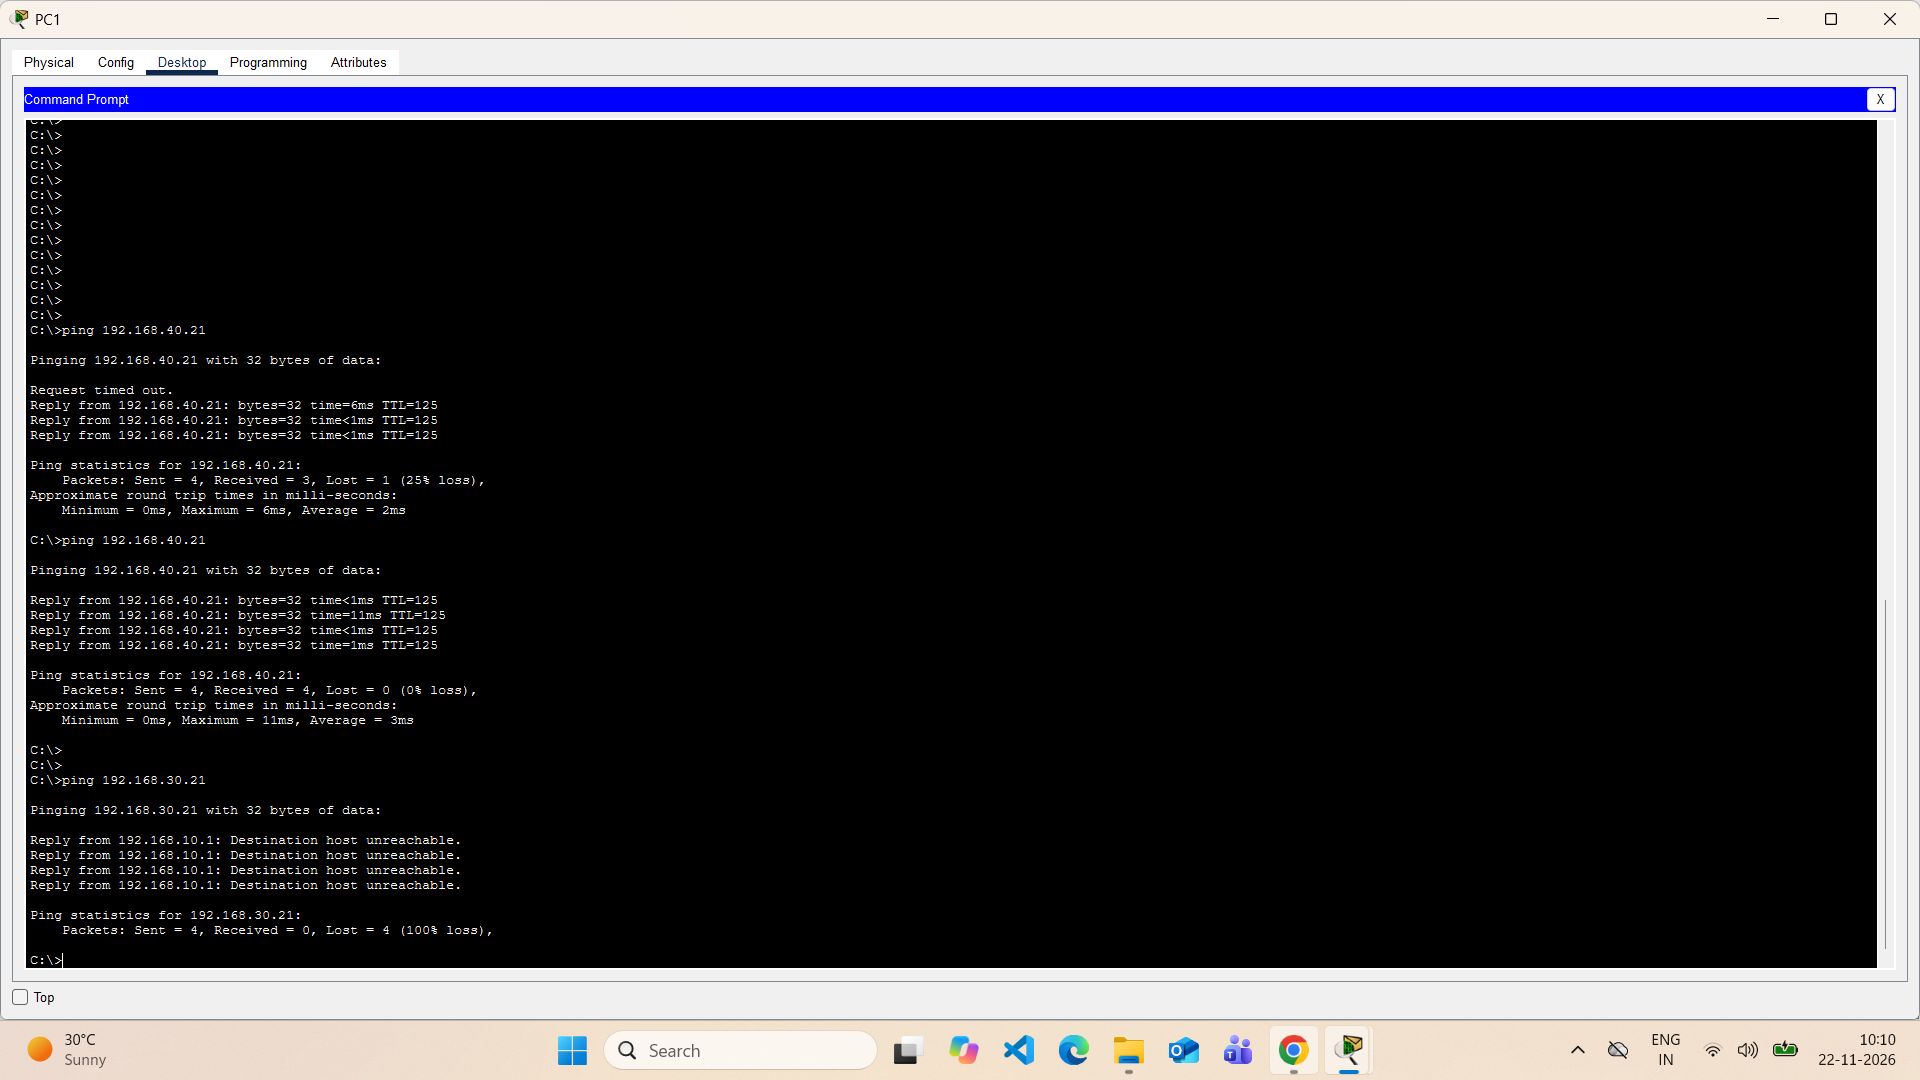 PC1
Physical Config Desktop Programming Attributes
Command Prompt
X
C:\>
C:\>
C:\>
C:\>
C:\>
C:\>
C:\>
C:\>
C:\>
C:\>
C:\>
C:\>
C:\>
C:\>
C:\>ping 192.168.40.21
Pinging 192.168.40.21 with 32 bytes of data:
Request timed out.
Reply from 192.168.40.21: bytes=32 time=6ms TTL=125
Reply from 192.168.40.21: bytes=32 time<1ms TTL=125
Reply from 192.168.40.21: bytes=32 time<1ms TTL=125
Ping statistics for 192.168.40.21:
Packets: Sent = 4, Received = 3, Lost = 1 (25% loss),
Approximate round trip times in milli-seconds:
Minimum = 0ms, Maximum = 6ms, Average = 2ms
C:\>ping 192.168.40.21
Pinging 192.168.40.21 with 32 bytes of data:
Reply from 192.168.40.21: bytes=32 time<1ms TTL=125
Reply from 192.168.40.21: bytes=32 time=11ms TTL=125
Reply from 192.168.40.21: bytes=32 time<1ms TTL=125
Reply from 192.168.40.21: bytes=32 time=1ms TTL=125
Ping statistics for 192.168.40.21:
Packets: Sent = 4, Received = 4, Lost = 0 (0% loss),
Approximate round trip times in milli-seconds:
Minimum = 0ms, Maximum = 11ms, Average = 3ms
C:\>
C:\>
C:\>ping 192.168.30.21
Pinging 192.168.30.21 with 32 bytes of data:
Reply from 192.168.10.1: Destination host unreachable.
Reply from 192.168.10.1: Destination host unreachable.
Reply from 192.168.10.1: Destination host unreachable.
Reply from 192.168.10.1: Destination host unreachable.
Ping statistics for 192.168.30.21:
Packets: Sent = 4, Received = 0, Lost = 4 (100% loss),
C:\>
Top
30°C
Sunny
Search
ENG
IN
10:10
22-11-2026